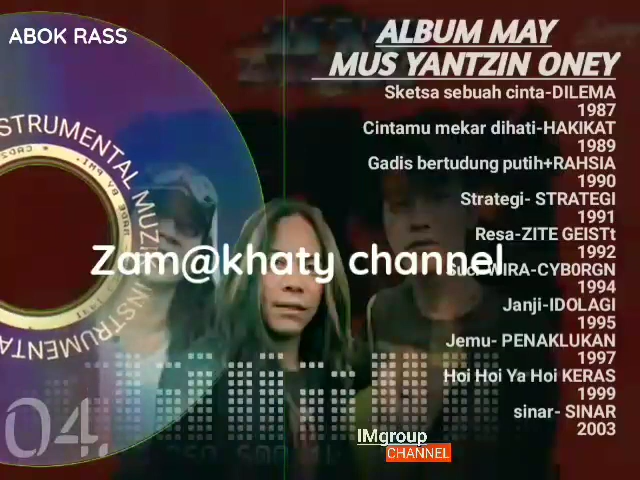 ABOK RASS
ALBUM MAY
MUS YANTZIN ONEY
Sketsa sebuah cinta-DILEMA
1987
Cintamu mekar dihati-HAKIKAT
1989
Gadis bertudung putih+RAHSIA
1990
Strategi- STRATEGI
1991
Resa-ZITE GEISTt
1992
Zam@khaty channel
WIRA-CYBORGN
1994
Janji-IDOLAGI
1995
Jemu- PENAKLUKAN
1997
Hoi Hoi Ya Hoi KERAS
1999
sinar- SINAR
2003
INSTRUMENTAL
04.
IMgroup
CHANNEL